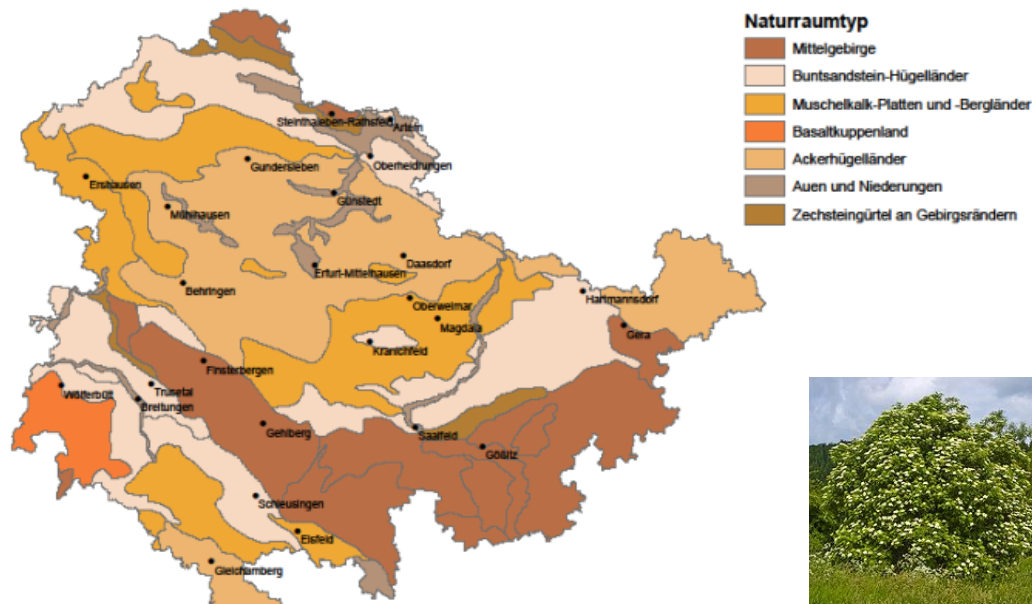 Naturraumtyp
Mittelgebirge
Buntsandstein-Hügelländer
Muschelkalk-Platten und -Bergländer
Basaltkuppenland
Ackerhügelländer
Auen und Niederungen
Zechsteingürtel an Gebirgsrändern
Steinthaleben-Rathsfeld
Artern
Oberheldrungen
Gundersleben
Ershausen
Günstedt
Mühlhausen
Daasdorf
Erfurt-Mittelhausen
Behringen
Hartmannsdorf
Oberweimar
Magdala
Gera
Kranichfeld
Finsterbergen
Trusetal
Wölferbütt
Breitungen
Gehlberg
Saalfeld
Gößitz
Schleusingen
Eisfeld
Gleichamberg